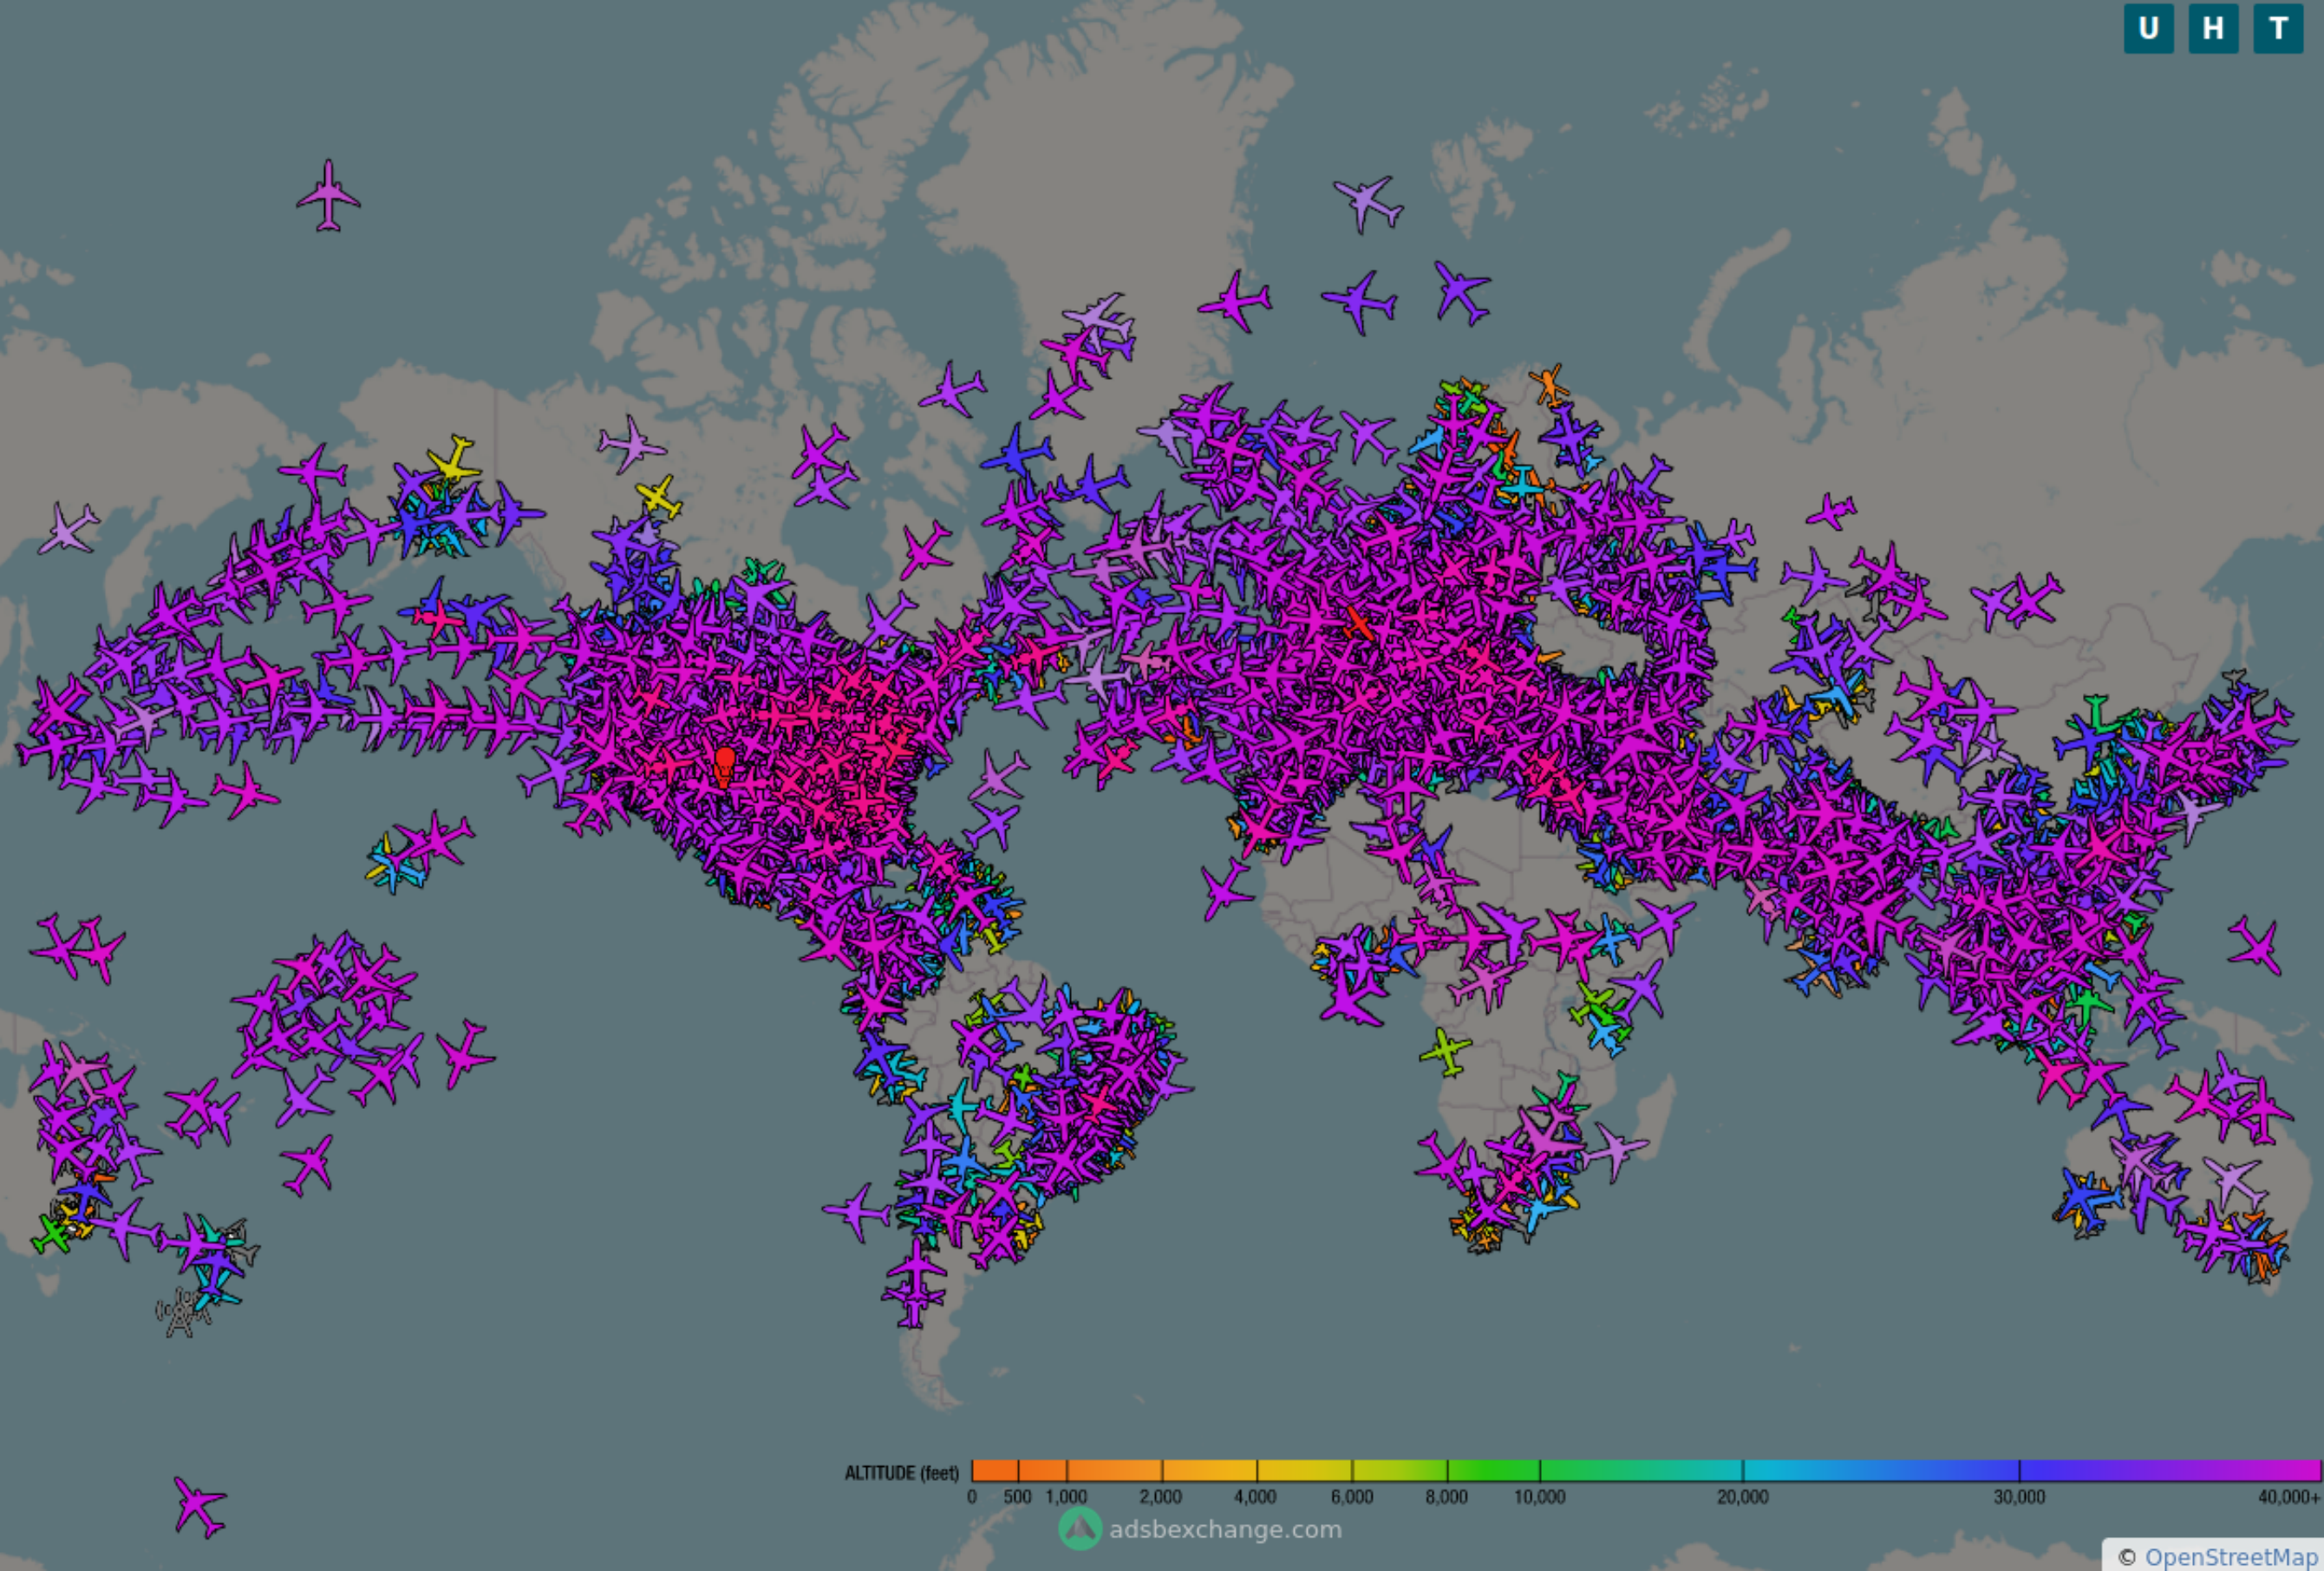 U H T
ALTITUDE (feet)
0 500 1,000 2,000 4,000 6,000 8,000 10,000 20,000 30,000 40,000+
adsbexchange.com
© OpenStreetMap